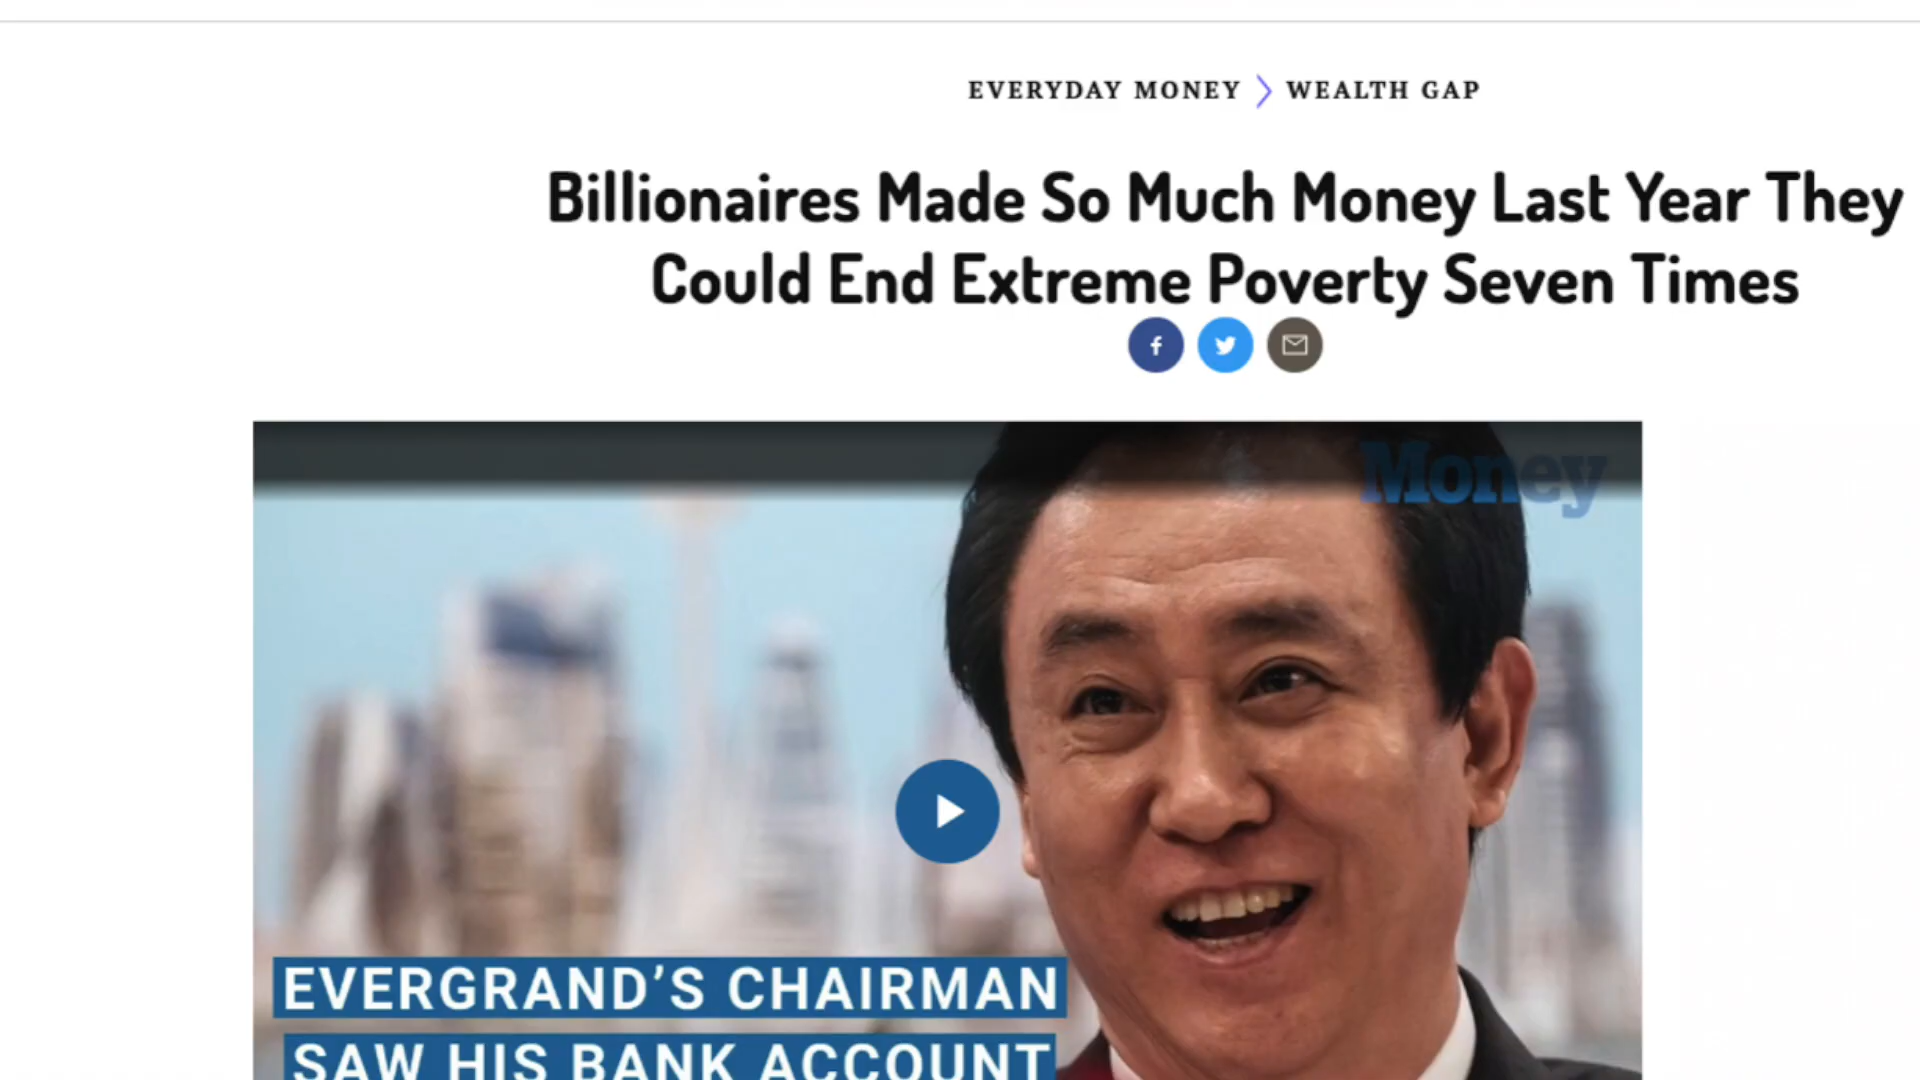 EVERYDAY MONEY > WEALTH GAP
Billionaires Made So Much Money Last Year They
Could End Extreme Poverty Seven Times
f
Money
EVERGRAND’S CHAIRMAN
SAW HIS BANK ACCOUNT